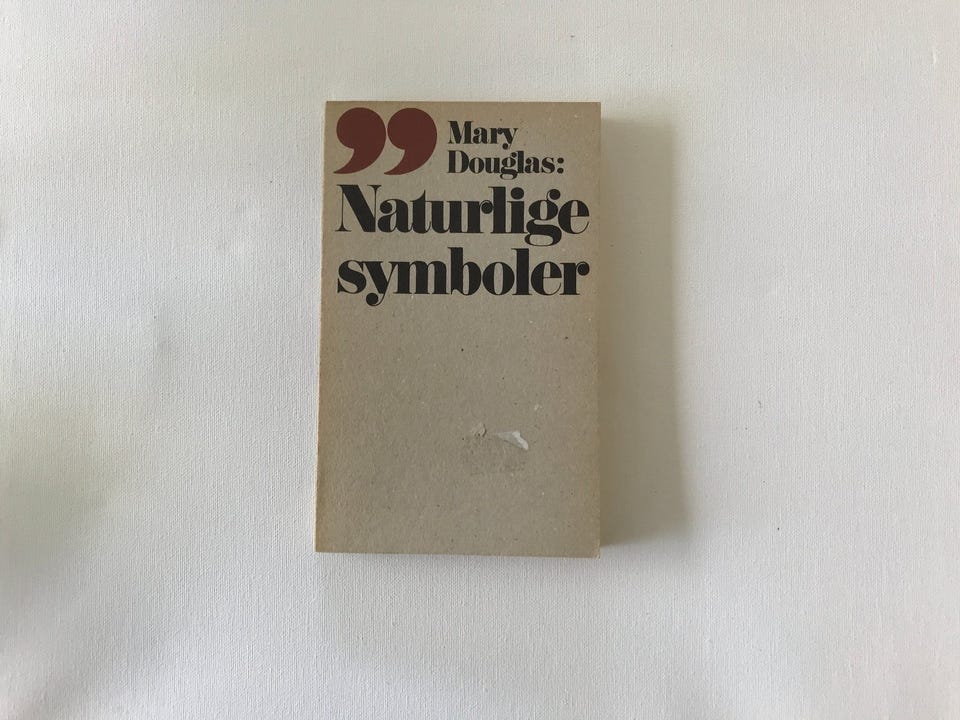 ”
Mary
Douglas:
Naturlige
symboler